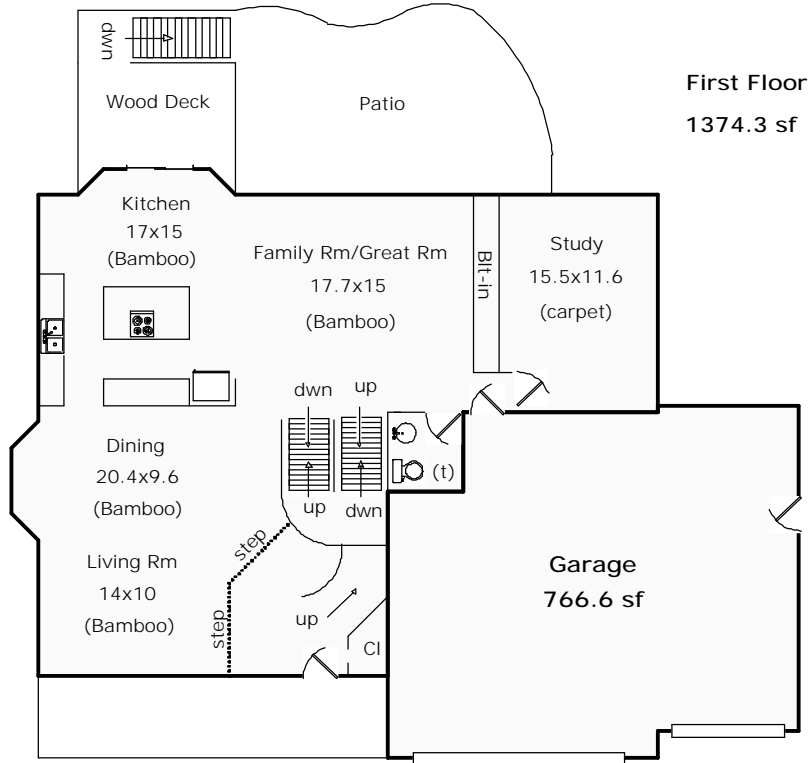 dwn
Wood Deck
Patio
First Floor
1374.3 sf
Kitchen
17x15
(Bamboo)
Family Rm/Great Rm
17.7x15
(Bamboo)
Blt-in
Study
15.5x11.6
(carpet)
dwn
up
up
dwn
(t)
Dining
20.4x9.6
(Bamboo)
Living Rm
14x10
(Bamboo)
step
step
up
Cl
Garage
766.6 sf